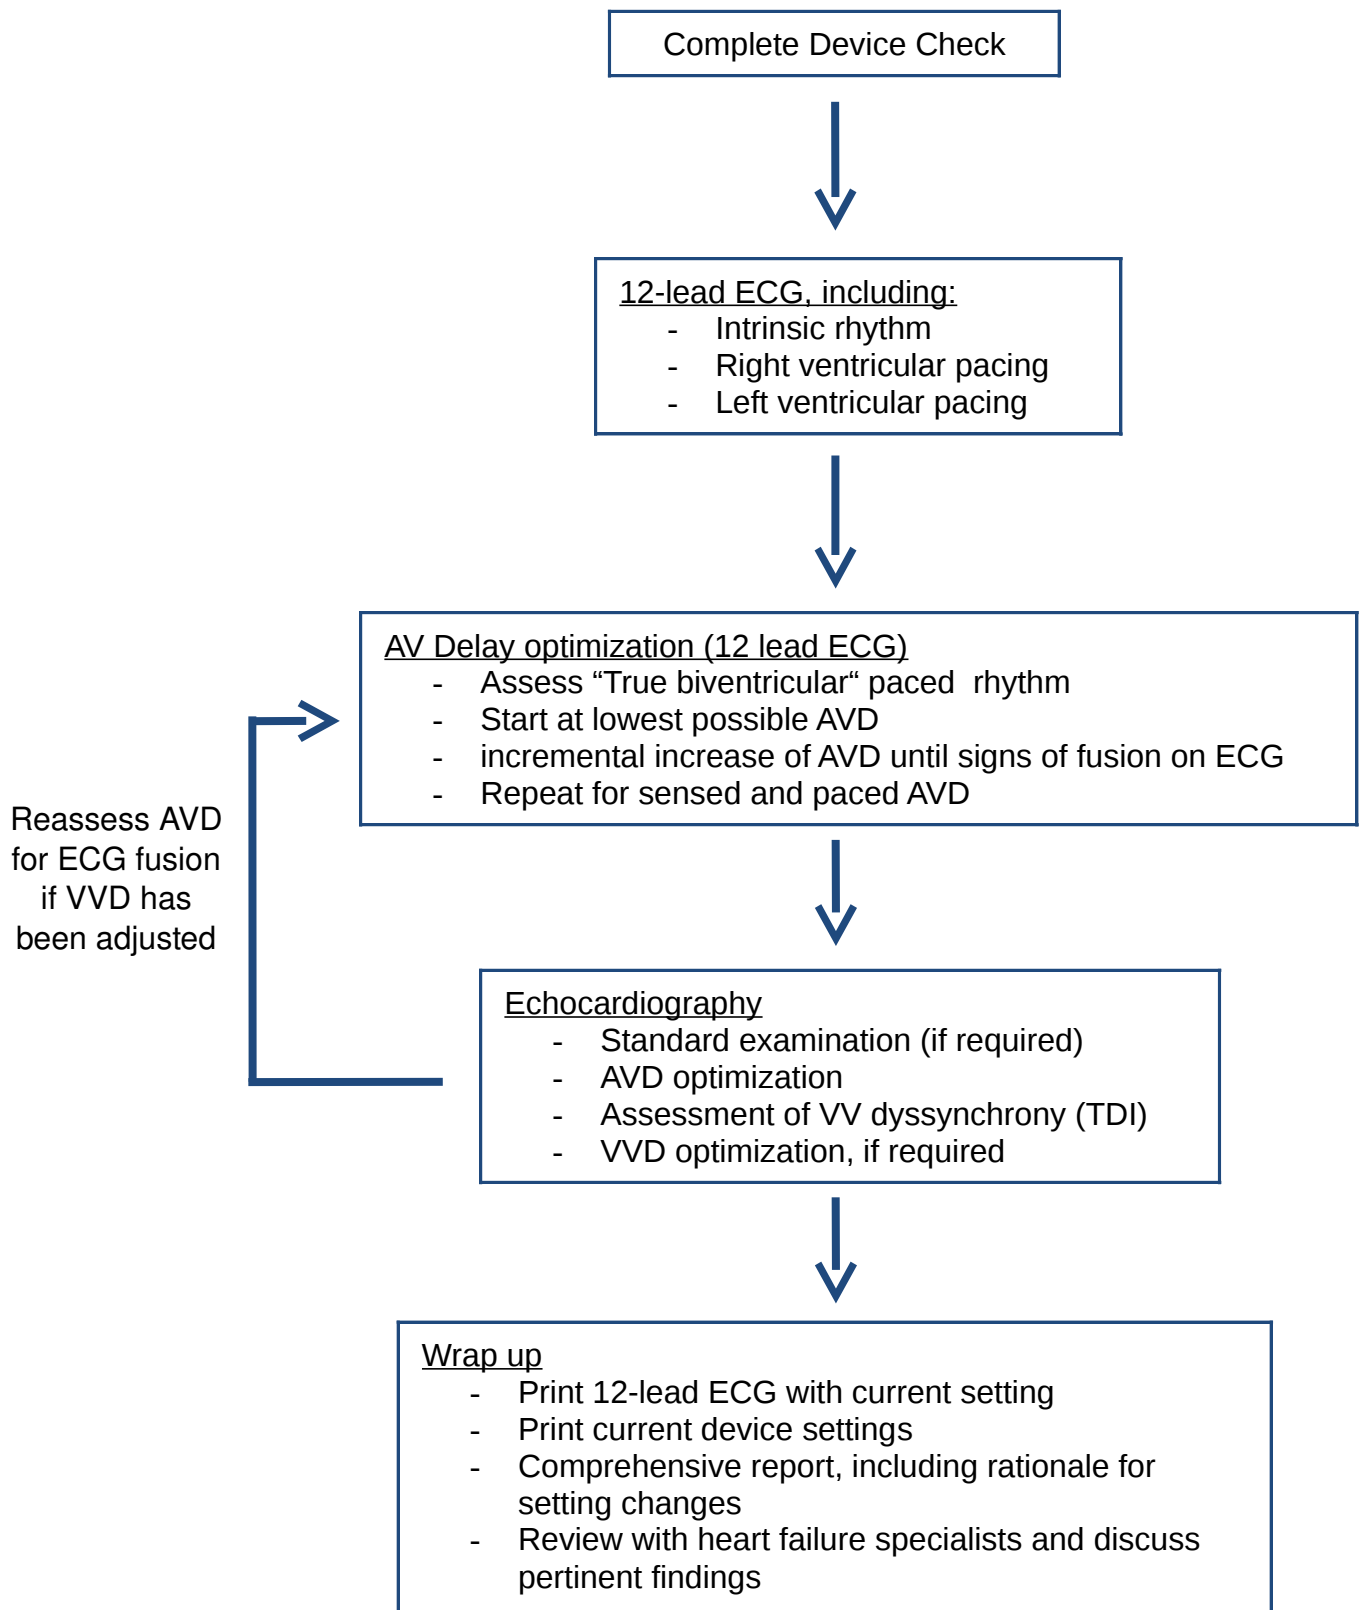 Complete Device Check
12-lead ECG, including:
- Intrinsic rhythm
- Right ventricular pacing
- Left ventricular pacing
AV Delay optimization (12 lead ECG)
- Assess “True biventricular“ paced  rhythm
- Start at lowest possible AVD
- incremental increase of AVD until signs of fusion on ECG
- Repeat for sensed and paced AVD
Reassess AVD
for ECG fusion
if VVD has
been adjusted
Echocardiography
- Standard examination (if required)
- AVD optimization
- Assessment of VV dyssynchrony (TDI)
- VVD optimization, if required
Wrap up
- Print 12-lead ECG with current setting
- Print current device settings
- Comprehensive report, including rationale for
setting changes
- Review with heart failure specialists and discuss
pertinent findings